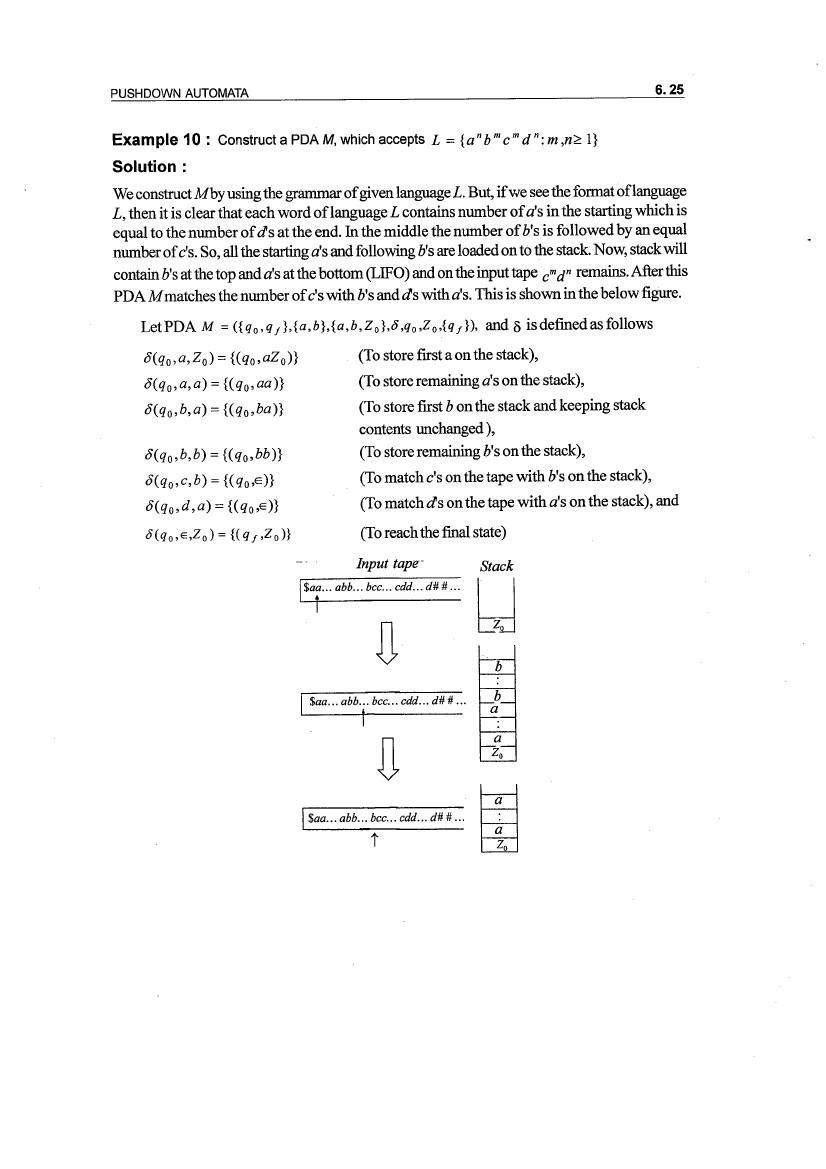 PUSHDOWN AUTOMATA 6. 25
Example 10 : Construct a PDA M, which accepts L = {a^n b^m c^m d^n : m ,n≥ 1}
Solution :
We construct M by using the grammar of given language L. But, if we see the format of language
L, then it is clear that each word of language L contains number of a's in the starting which is
equal to the number of d's at the end. In the middle the number of b's is followed by an equal
number of c's. So, all the starting a's and following b's are loaded on to the stack. Now, stack will
contain b's at the top and a's at the bottom (LIFO) and on the input tape c^m d^n remains. After this
PDA M matches the number of c's with b's and d's with a's. This is shown in the below figure.
Let PDA M = ({q₀,q_f},{a,b},{a,b,Z₀},δ,q₀,Z₀,{q_f}), and δ is defined as follows
δ(q₀,a,Z₀) = {(q₀,aZ₀)} (To store first a on the stack),
δ(q₀,a,a) = {(q₀,aa)} (To store remaining a's on the stack),
δ(q₀,b,a) = {(q₀,ba)} (To store first b on the stack and keeping stack
contents unchanged ),
δ(q₀,b,b) = {(q₀,bb)} (To store remaining b's on the stack),
δ(q₀,c,b) = {(q₀,∈)} (To match c's on the tape with b's on the stack),
δ(q₀,d,a) = {(q₀,∈)} (To match d's on the tape with a's on the stack), and
δ(q₀,∈,Z₀) = {(q_f,Z₀)} (To reach the final state)
Input tape Stack
$aa... abb... bcc... cdd... d# # ...
Z₀
b
:
b
$aa... abb... bcc... cdd... d# # ...
a
:
a
Z₀
a
$aa... abb... bcc... cdd... d# # ...
:
a
Z₀